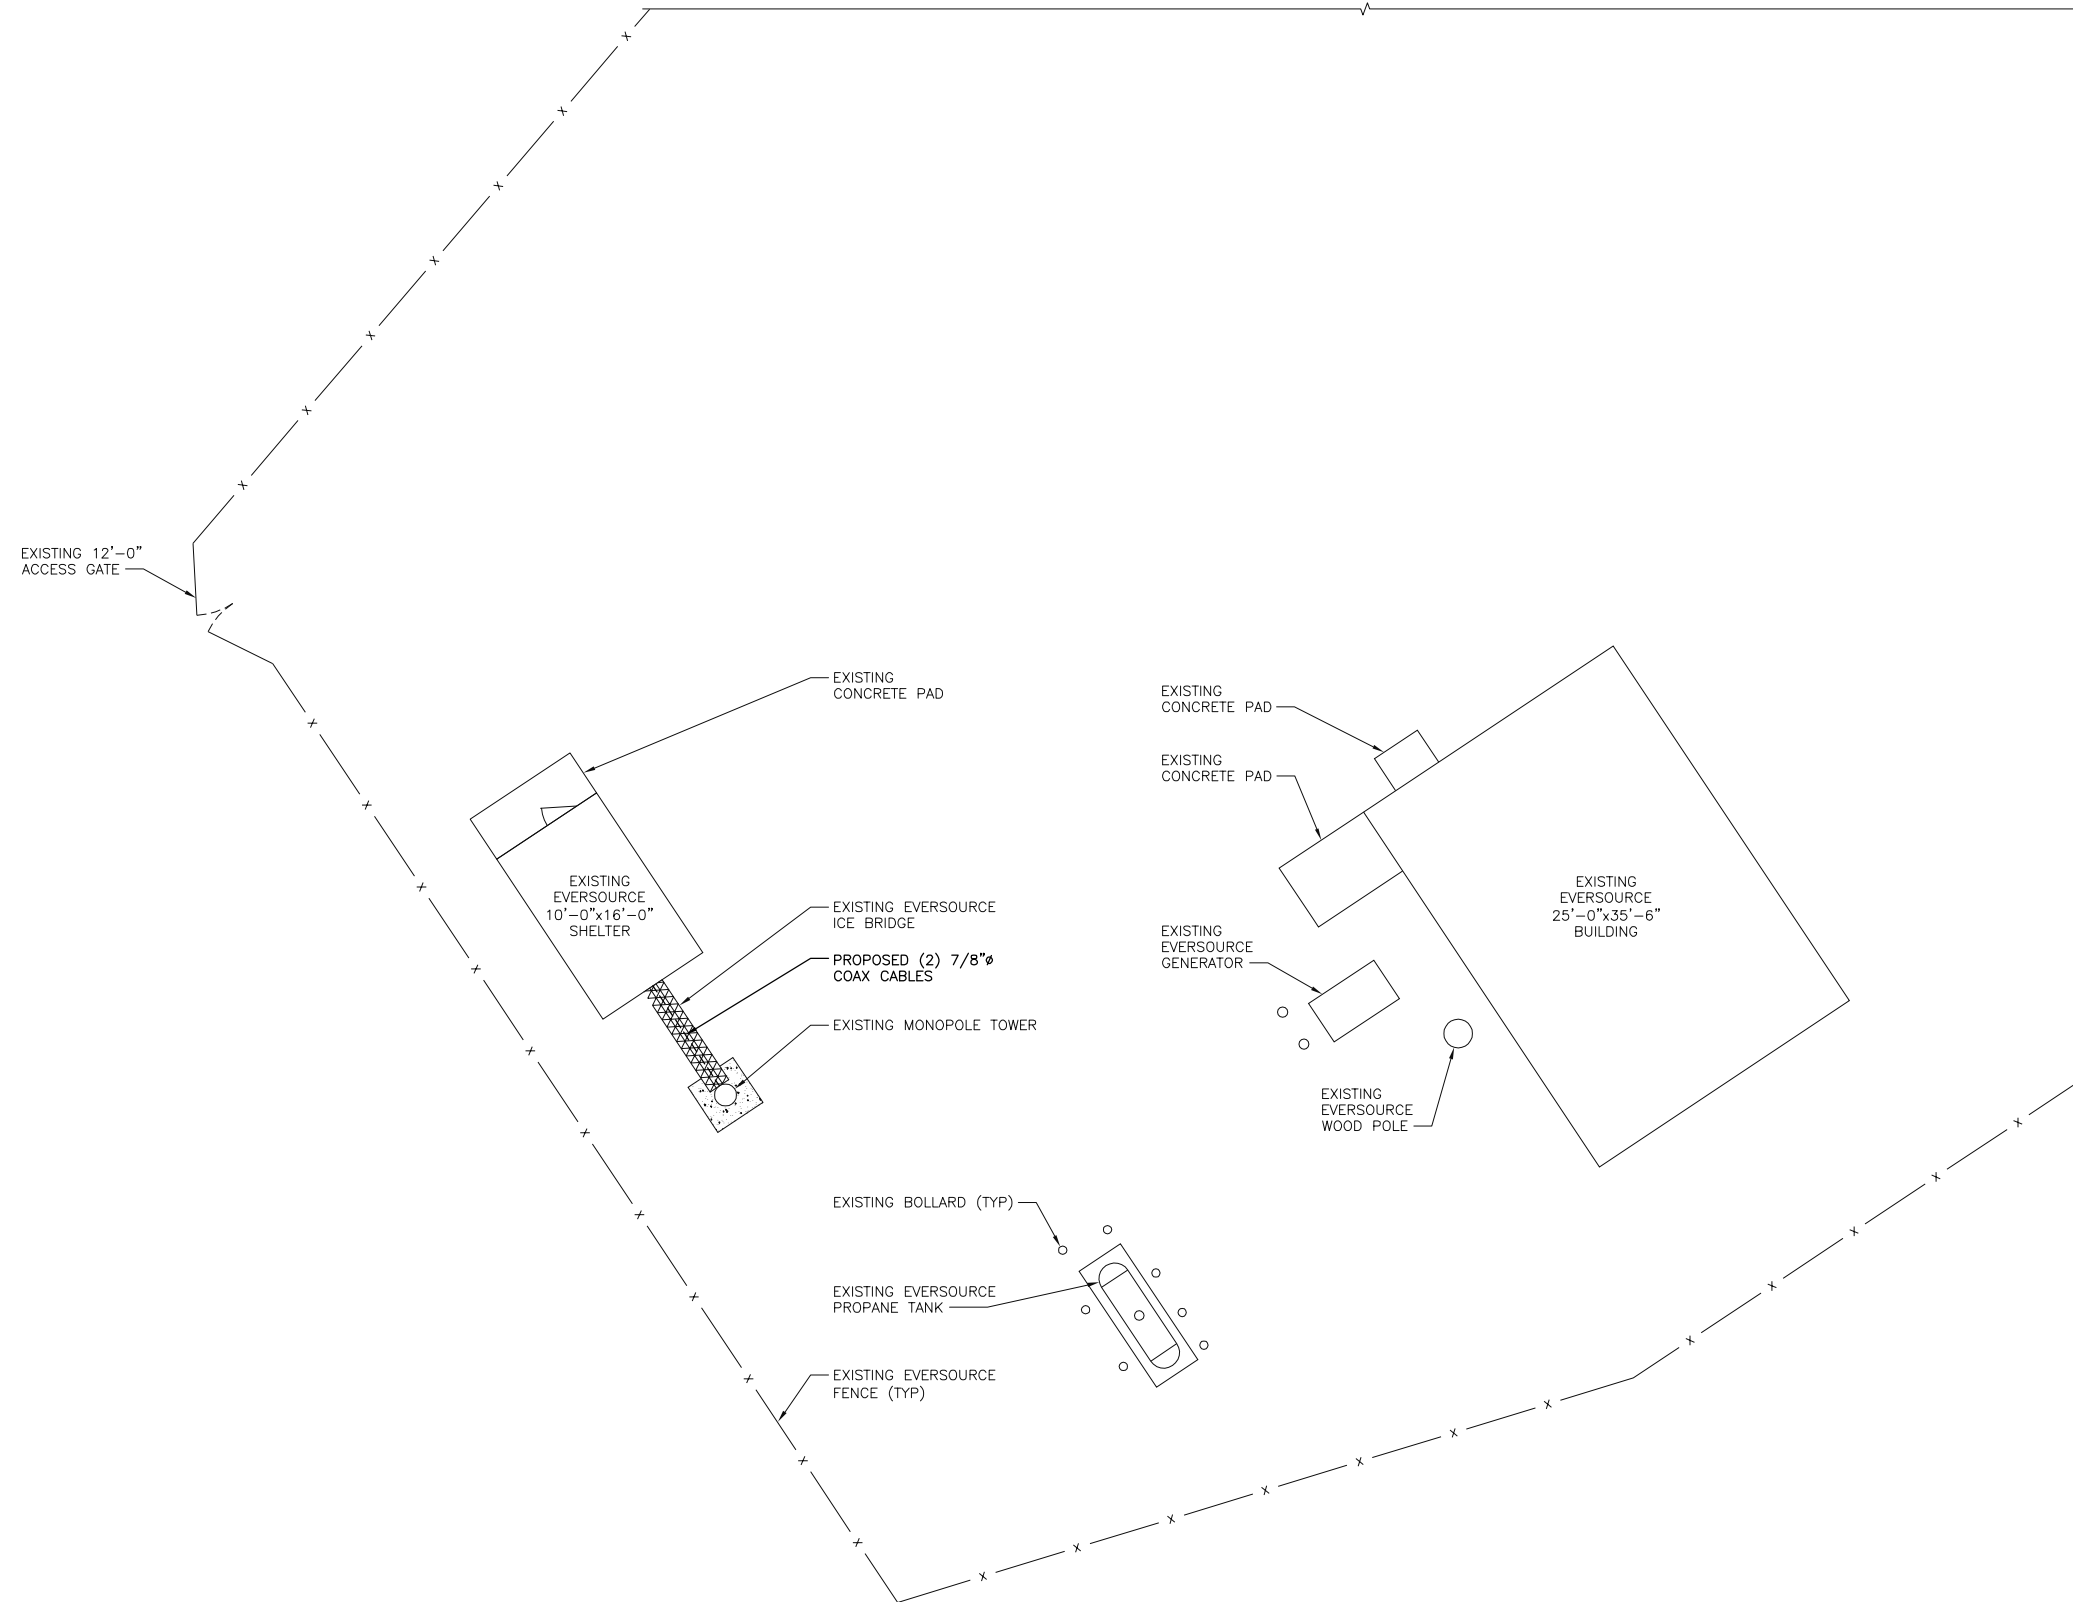 EXISTING 12'-0"
ACCESS GATE
EXISTING
CONCRETE PAD
EXISTING
CONCRETE PAD
EXISTING
CONCRETE PAD
EXISTING
EVERSOURCE
10'-0"x16'-0"
SHELTER
EXISTING EVERSOURCE
ICE BRIDGE
PROPOSED (2) 7/8"ø
COAX CABLES
EXISTING MONOPOLE TOWER
EXISTING
EVERSOURCE
GENERATOR
EXISTING
EVERSOURCE
25'-0"x35'-6"
BUILDING
EXISTING
EVERSOURCE
WOOD POLE
EXISTING BOLLARD (TYP)
EXISTING EVERSOURCE
PROPANE TANK
EXISTING EVERSOURCE
FENCE (TYP)